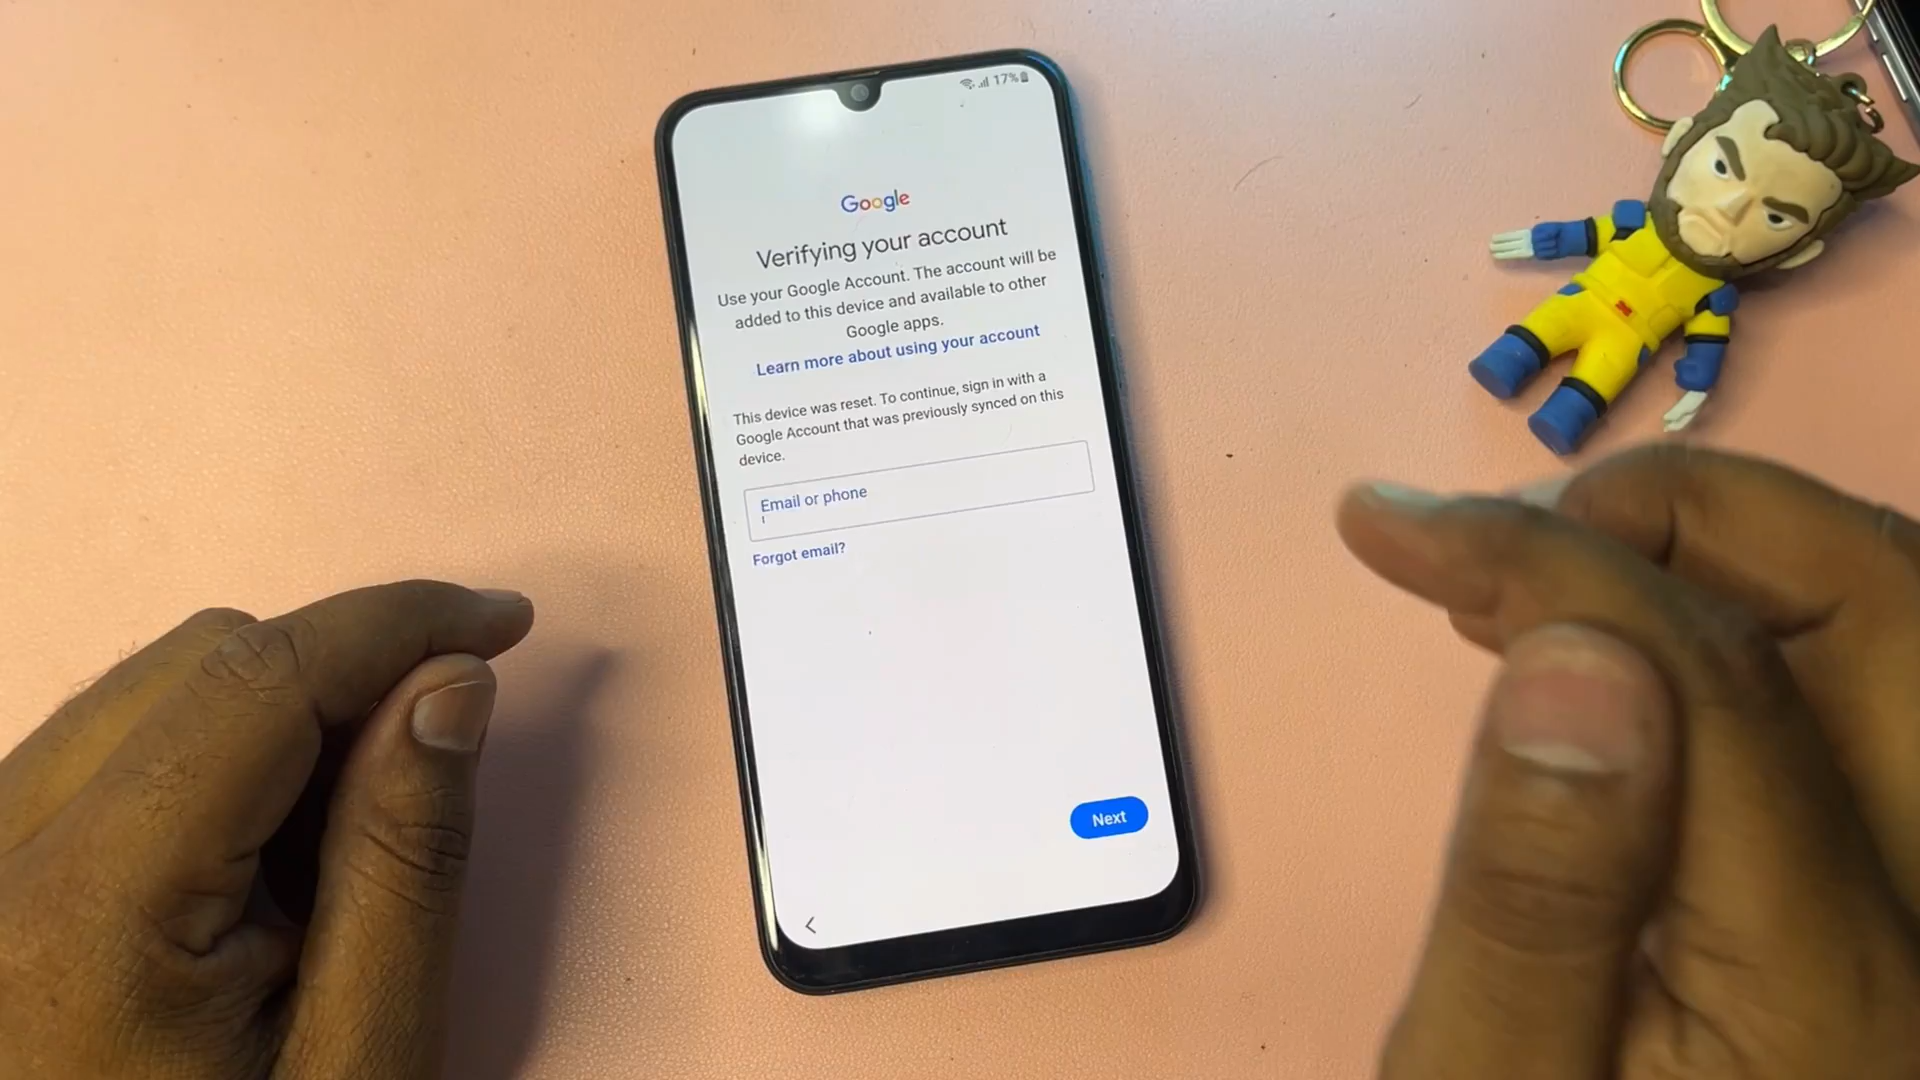 17%
Google
Verifying your account
Use your Google Account. The account will be
added to this device and available to other
Google apps.
Learn more about using your account
This device was reset. To continue, sign in with a
Google Account that was previously synced on this
device.
Email or phone
Forgot email?
Next